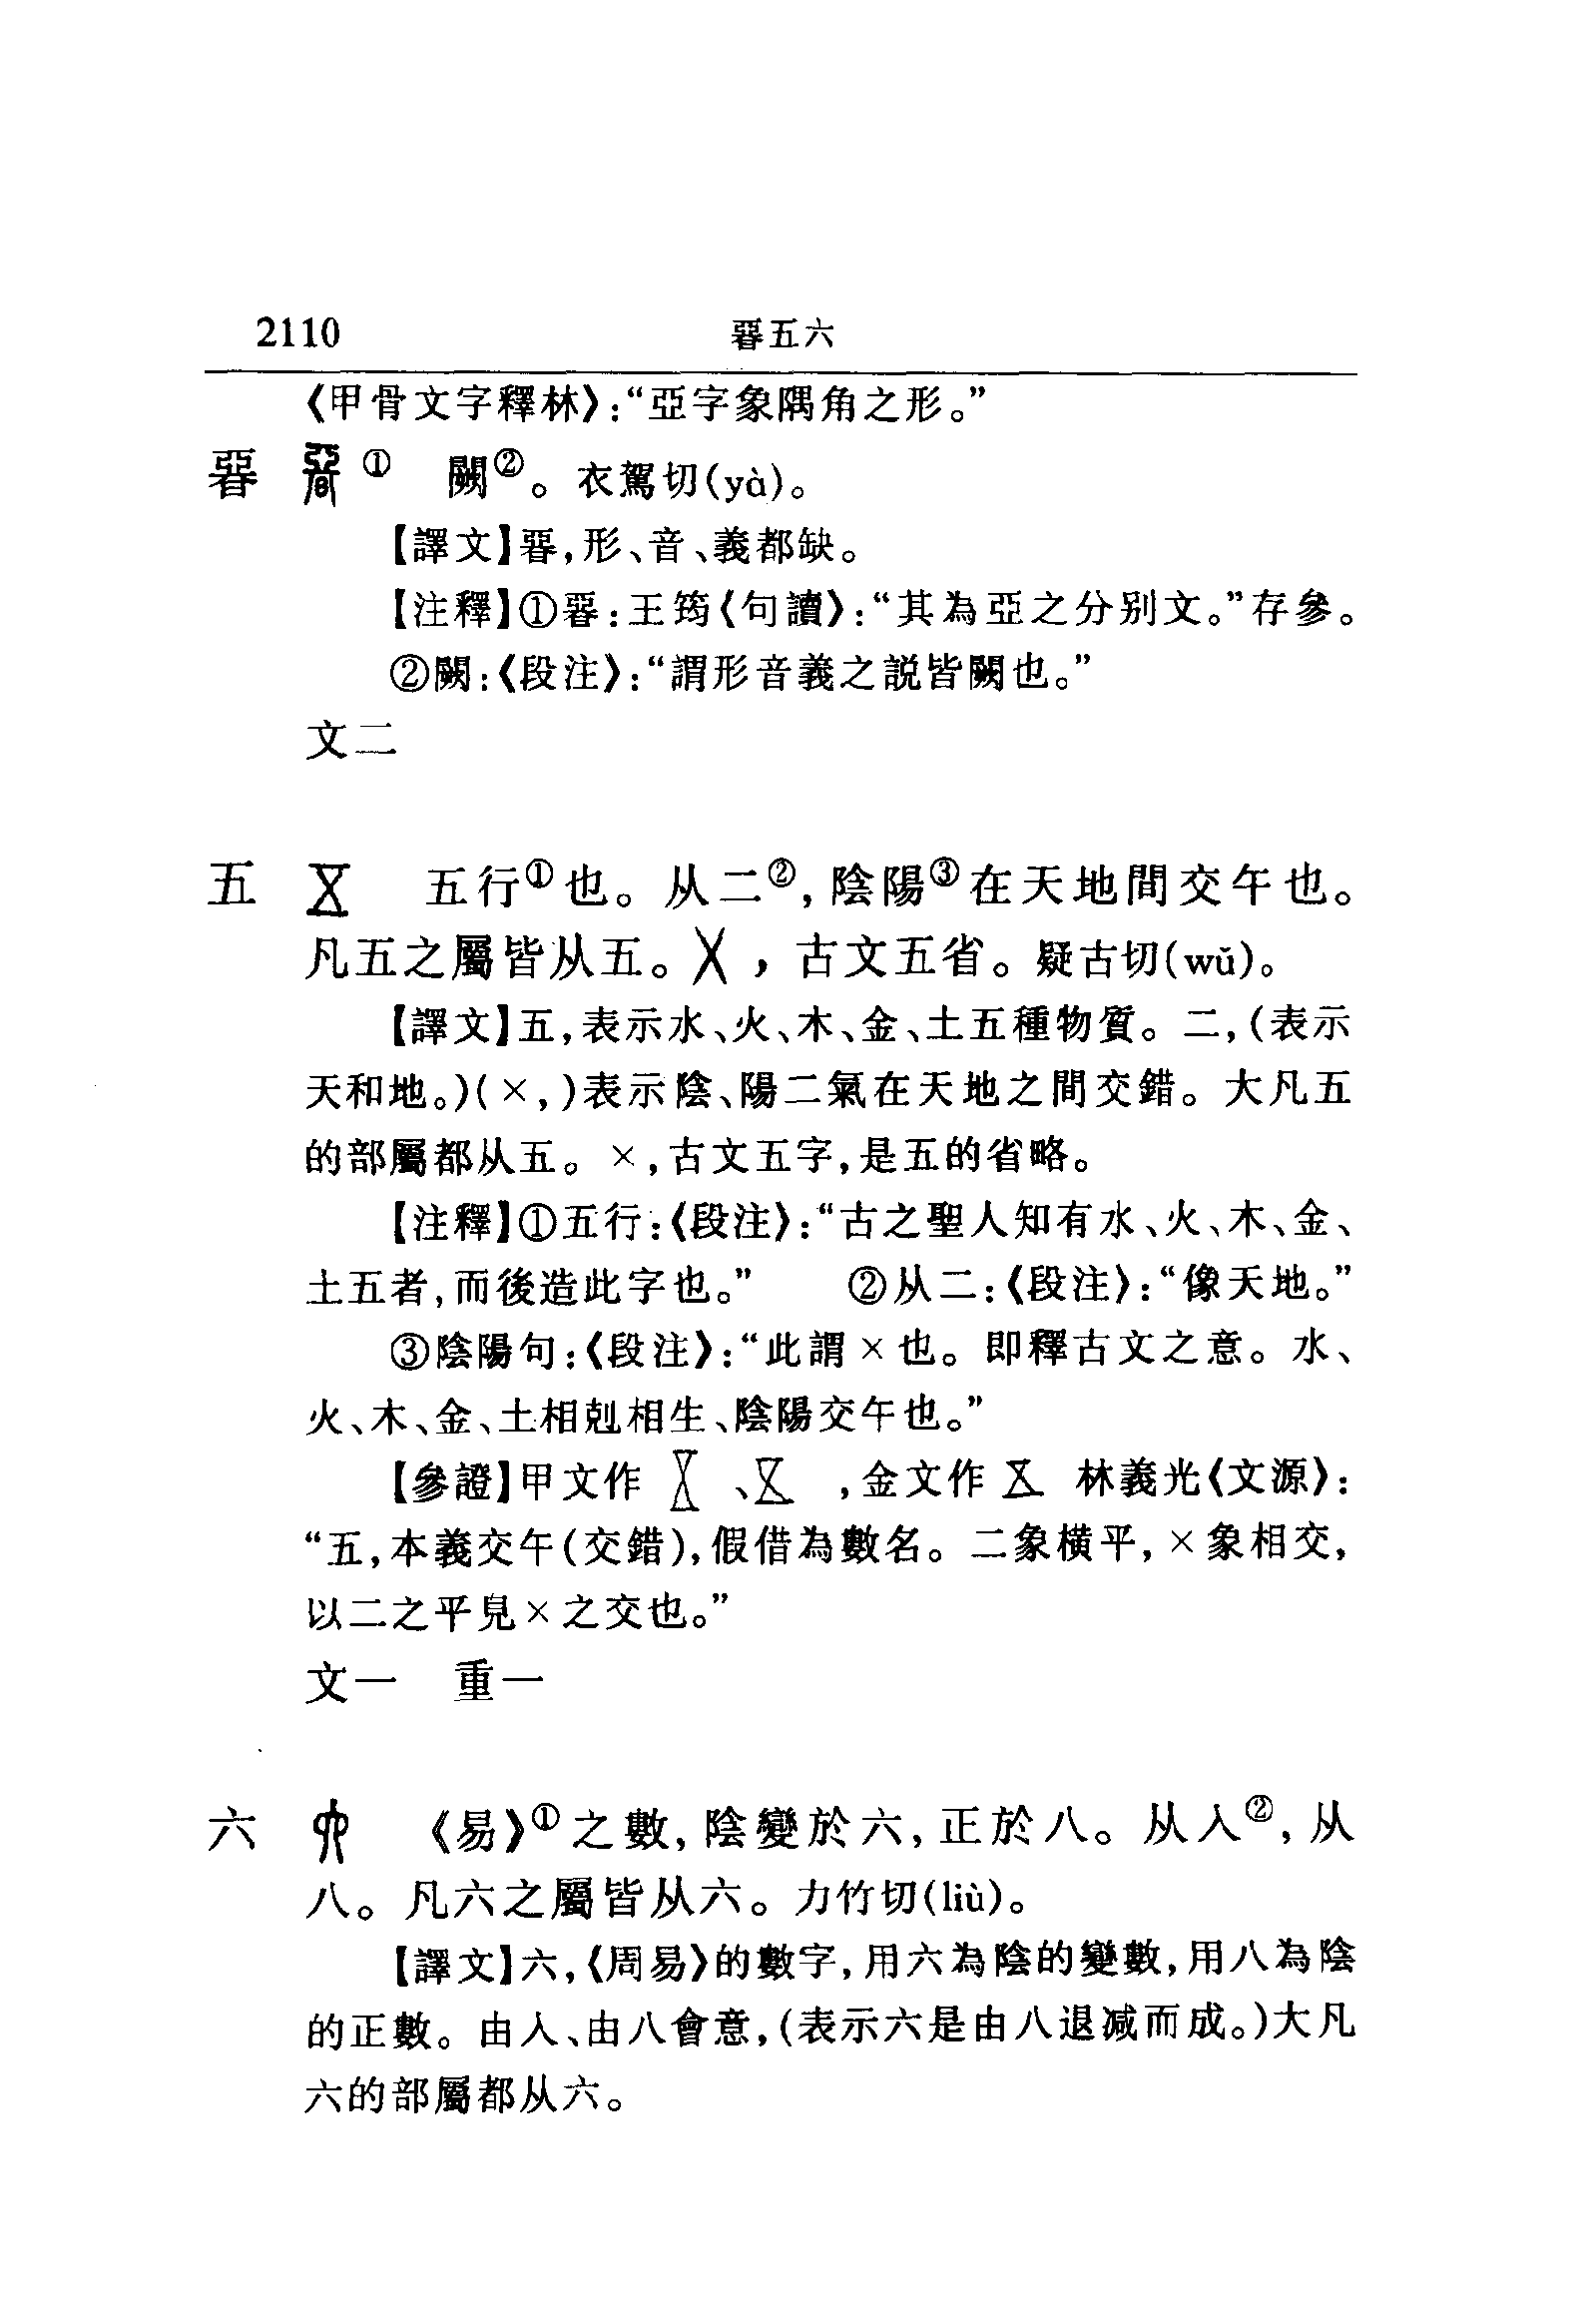 2110 㫼五六
《甲骨文字釋林》：“亞字象隅角之形。”
㫼 ① 闕②。衣駕切(yà)。
【譯文】㫼，形、音、義都缺。
【注釋】①㫼：王筠《句讀》：“其為亞之分别文。”存參。
②闕：《段注》：“謂形音義之説皆闕也。”
文二
五 五行①也。从二②，陰陽③在天地間交午也。
凡五之屬皆从五。㐅，古文五省。疑古切(wǔ)。
【譯文】五，表示水、火、木、金、土五種物質。二，(表示
天和地。)(×，)表示陰、陽二氣在天地之間交錯。大凡五
的部屬都从五。×，古文五字，是五的省略。
【注釋】①五行：《段注》：“古之聖人知有水、火、木、金、
土五者，而後造此字也。” ②从二：《段注》：“像天地。”
③陰陽句：《段注》：“此謂×也。即釋古文之意。水、
火、木、金、土相剋相生、陰陽交午也。”
【參證】甲文作 、 ，金文作 林義光《文源》：
“五，本義交午(交錯)，假借為數名。二象横平，×象相交，
以二之平見×之交也。”
文一 重一
六 《易》①之數，陰變於六，正於八。从入②，从
八。凡六之屬皆从六。力竹切(liù)。
【譯文】六，《周易》的數字，用六為陰的變數，用八為陰
的正數。由入、由八會意，(表示六是由八退减而成。)大凡
六的部屬都从六。